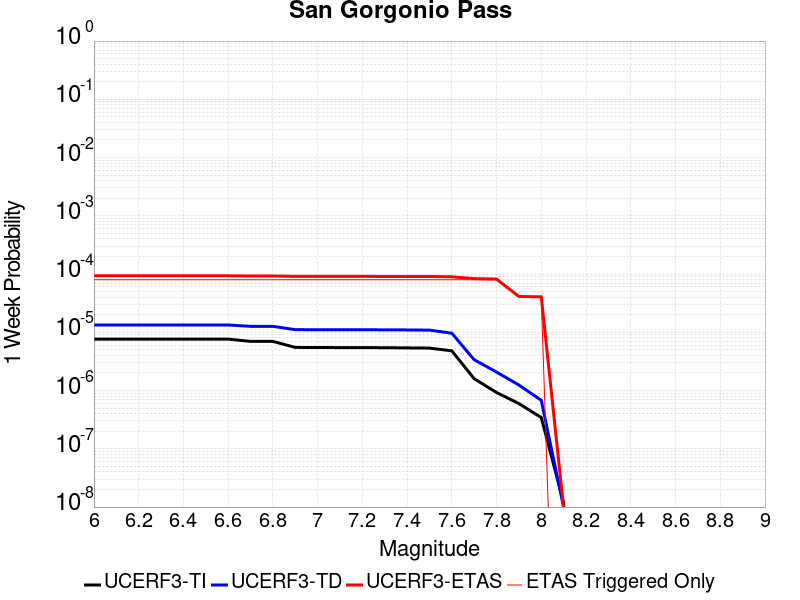 San Gorgonio Pass
10^0
10^-1
10^-2
10^-3
10^-4
10^-5
10^-6
10^-7
10^-8
1 Week Probability
6 6.2 6.4 6.6 6.8 7 7.2 7.4 7.6 7.8 8 8.2 8.4 8.6 8.8 9
Magnitude
UCERF3-TI UCERF3-TD UCERF3-ETAS ETAS Triggered Only